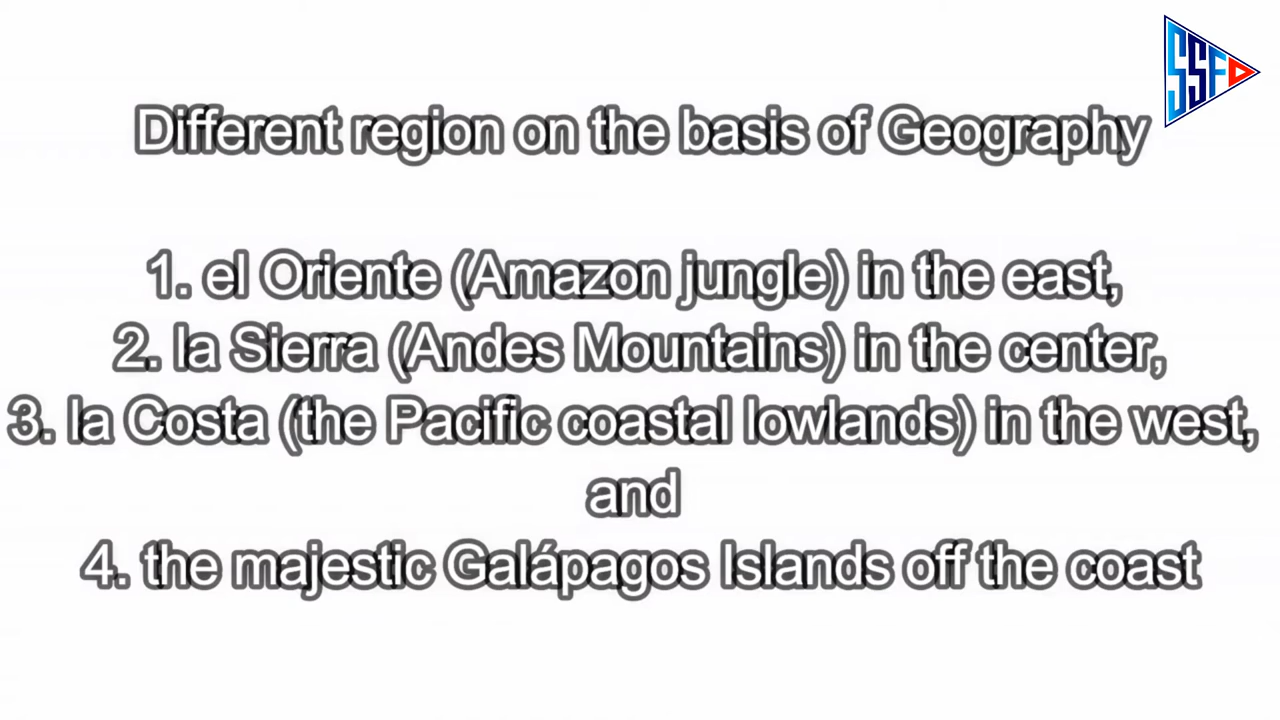 SSF
Different region on the basis of Geography
1. el Oriente (Amazon jungle) in the east,
2. la Sierra (Andes Mountains) in the center,
3. la Costa (the Pacific coastal lowlands) in the west,
and
4. the majestic Galápagos Islands off the coast